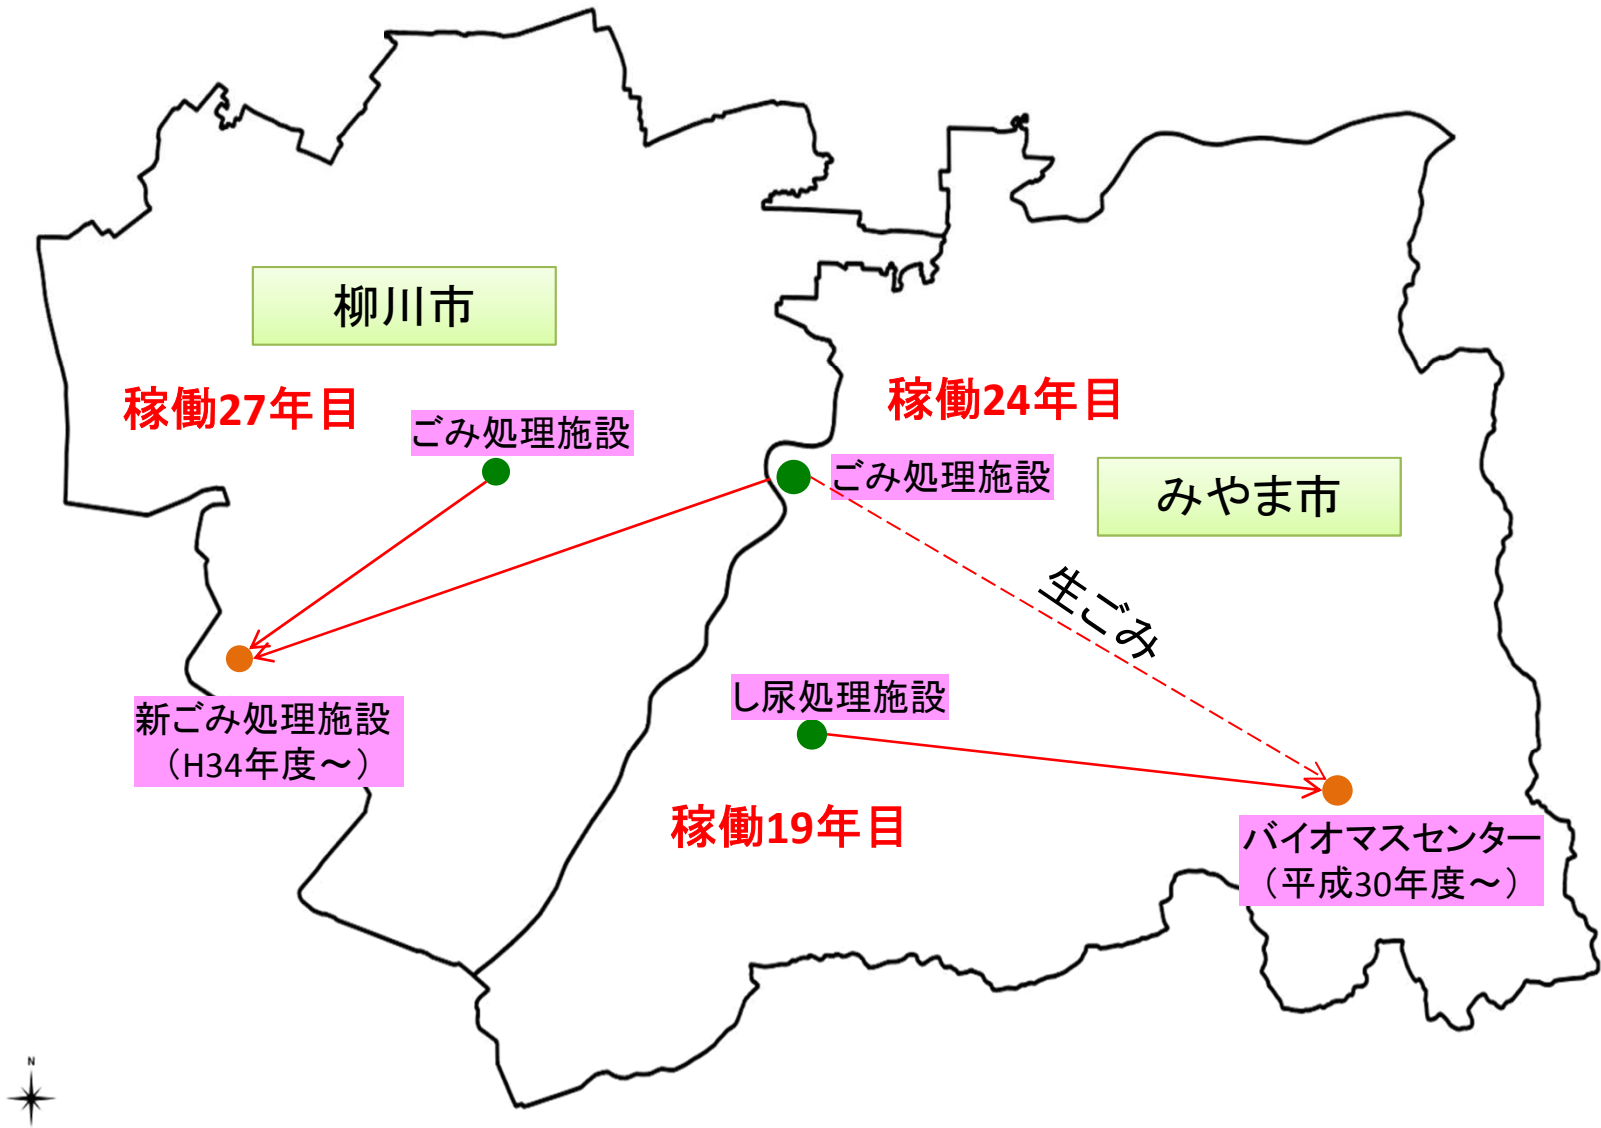 柳川市
稼働27年目
ごみ処理施設
稼働24年目
ごみ処理施設
みやま市
生ごみ
新ごみ処理施設
（H34年度～）
し尿処理施設
稼働19年目
バイオマスセンター
（平成30年度～）
N